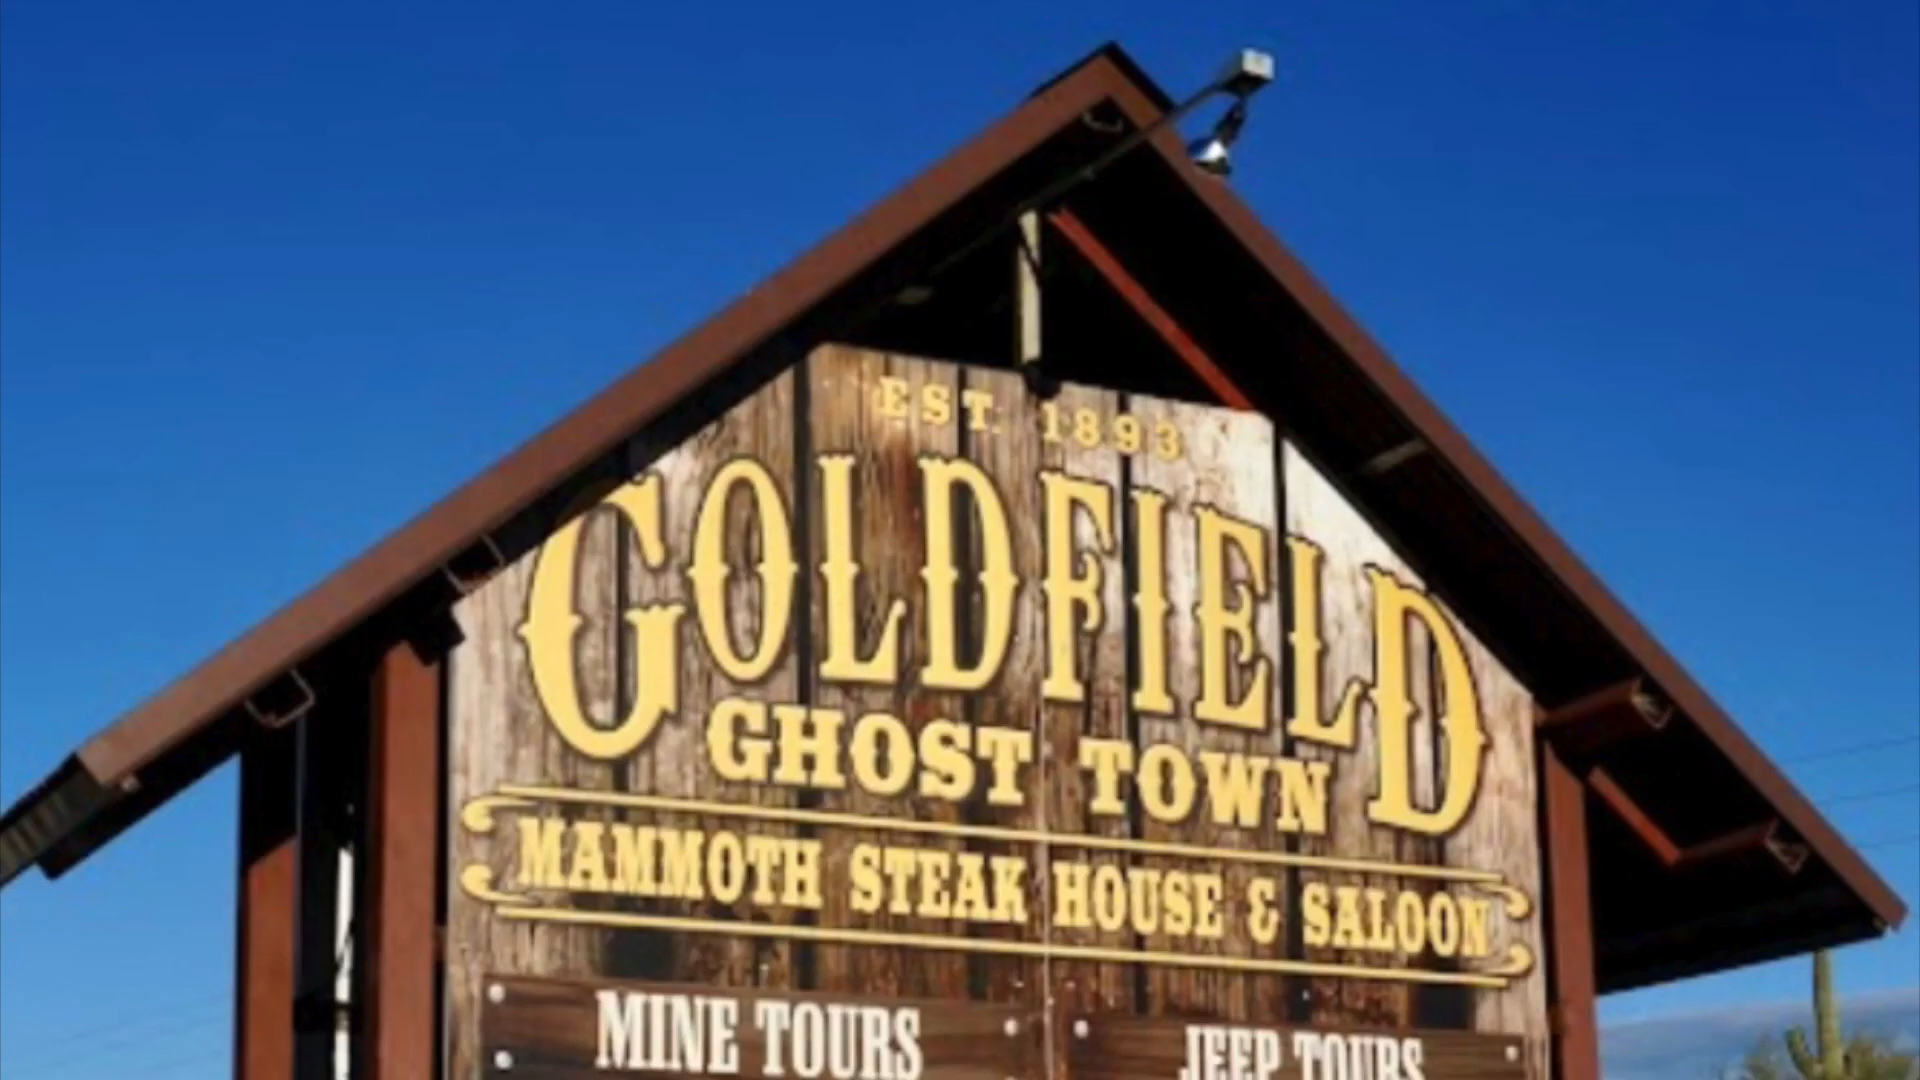 EST. 1893
GOLDFIELD
GHOST TOWN
MAMMOTH STEAK HOUSE & SALOON
MINE TOURS
JEEP TOURS